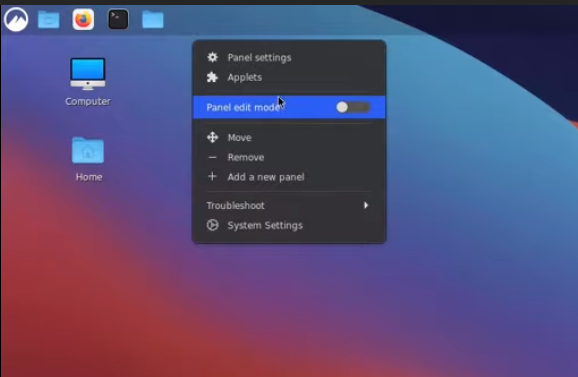 Computer
Home
Panel settings
Applets
Panel edit mode
Move
Remove
Add a new panel
Troubleshoot
System Settings